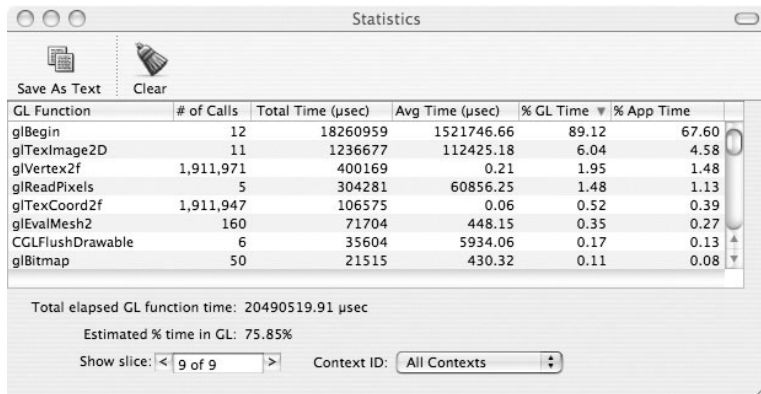 Statistics
Save As Text Clear
GL Function # of Calls Total Time (µsec) Avg Time (µsec) % GL Time % App Time
glBegin 12 18260959 1521746.66 89.12 67.60
glTexImage2D 11 1236677 112425.18 6.04 4.58
glVertex2f 1,911,971 400169 0.21 1.95 1.48
glReadPixels 5 304281 60856.25 1.48 1.13
glTexCoord2f 1,911,947 106575 0.06 0.52 0.39
glEvalMesh2 160 71704 448.15 0.35 0.27
CGLFlushDrawable 6 35604 5934.06 0.17 0.13
glBitmap 50 21515 430.32 0.11 0.08
Total elapsed GL function time: 20490519.91 µsec
Estimated % time in GL: 75.85%
Show slice: < 9 of 9 > Context ID: All Contexts